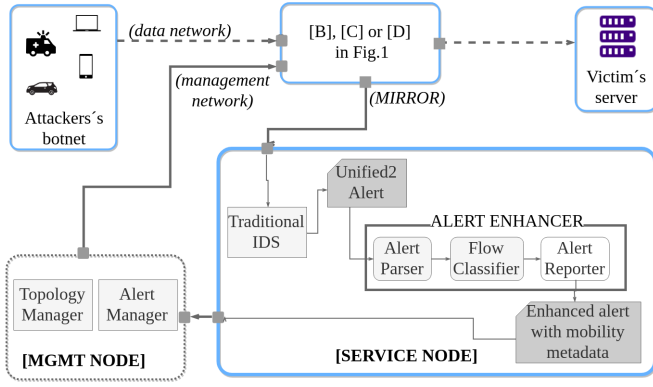 (data network)
[B], [C] or [D]
in Fig.1
(management
network)
(MIRROR)
Attackers´s
botnet
Victim´s
server
Unified2
Alert
Traditional
IDS
ALERT ENHANCER
Alert
Parser
Flow
Classifier
Alert
Reporter
Topology
Manager
Alert
Manager
Enhanced alert
with mobility
metadata
[MGMT NODE]
[SERVICE NODE]